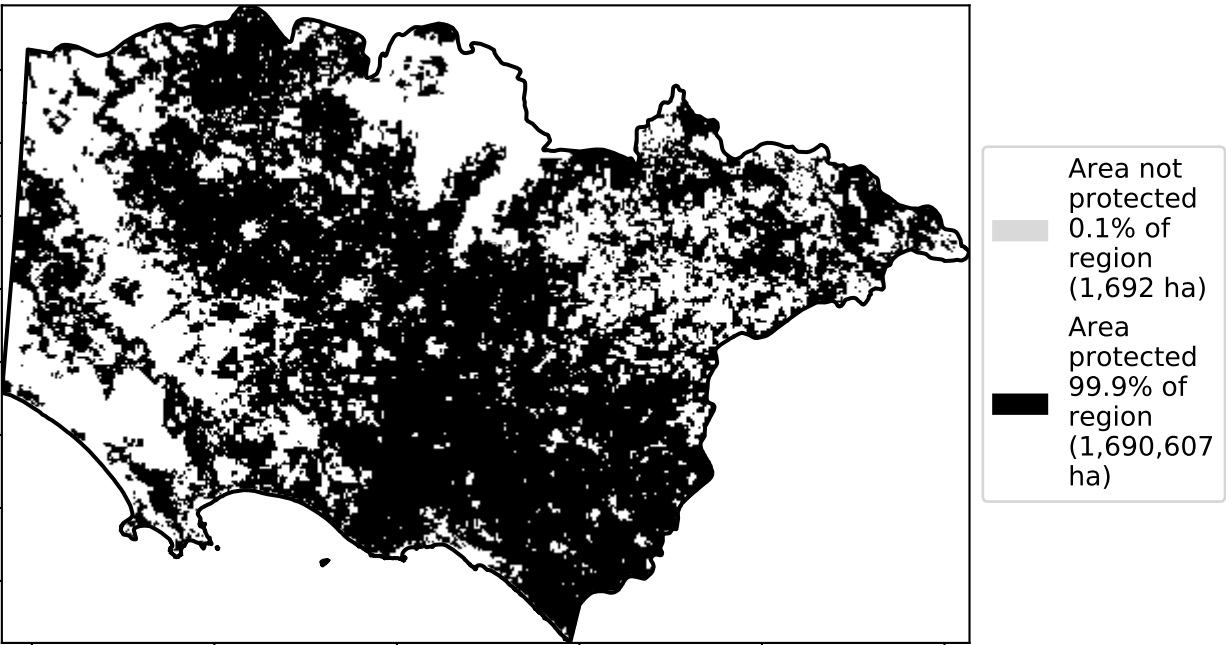 Area not
protected
0.1% of
region
(1,692 ha)
Area
protected
99.9% of
region
(1,690,607
ha)